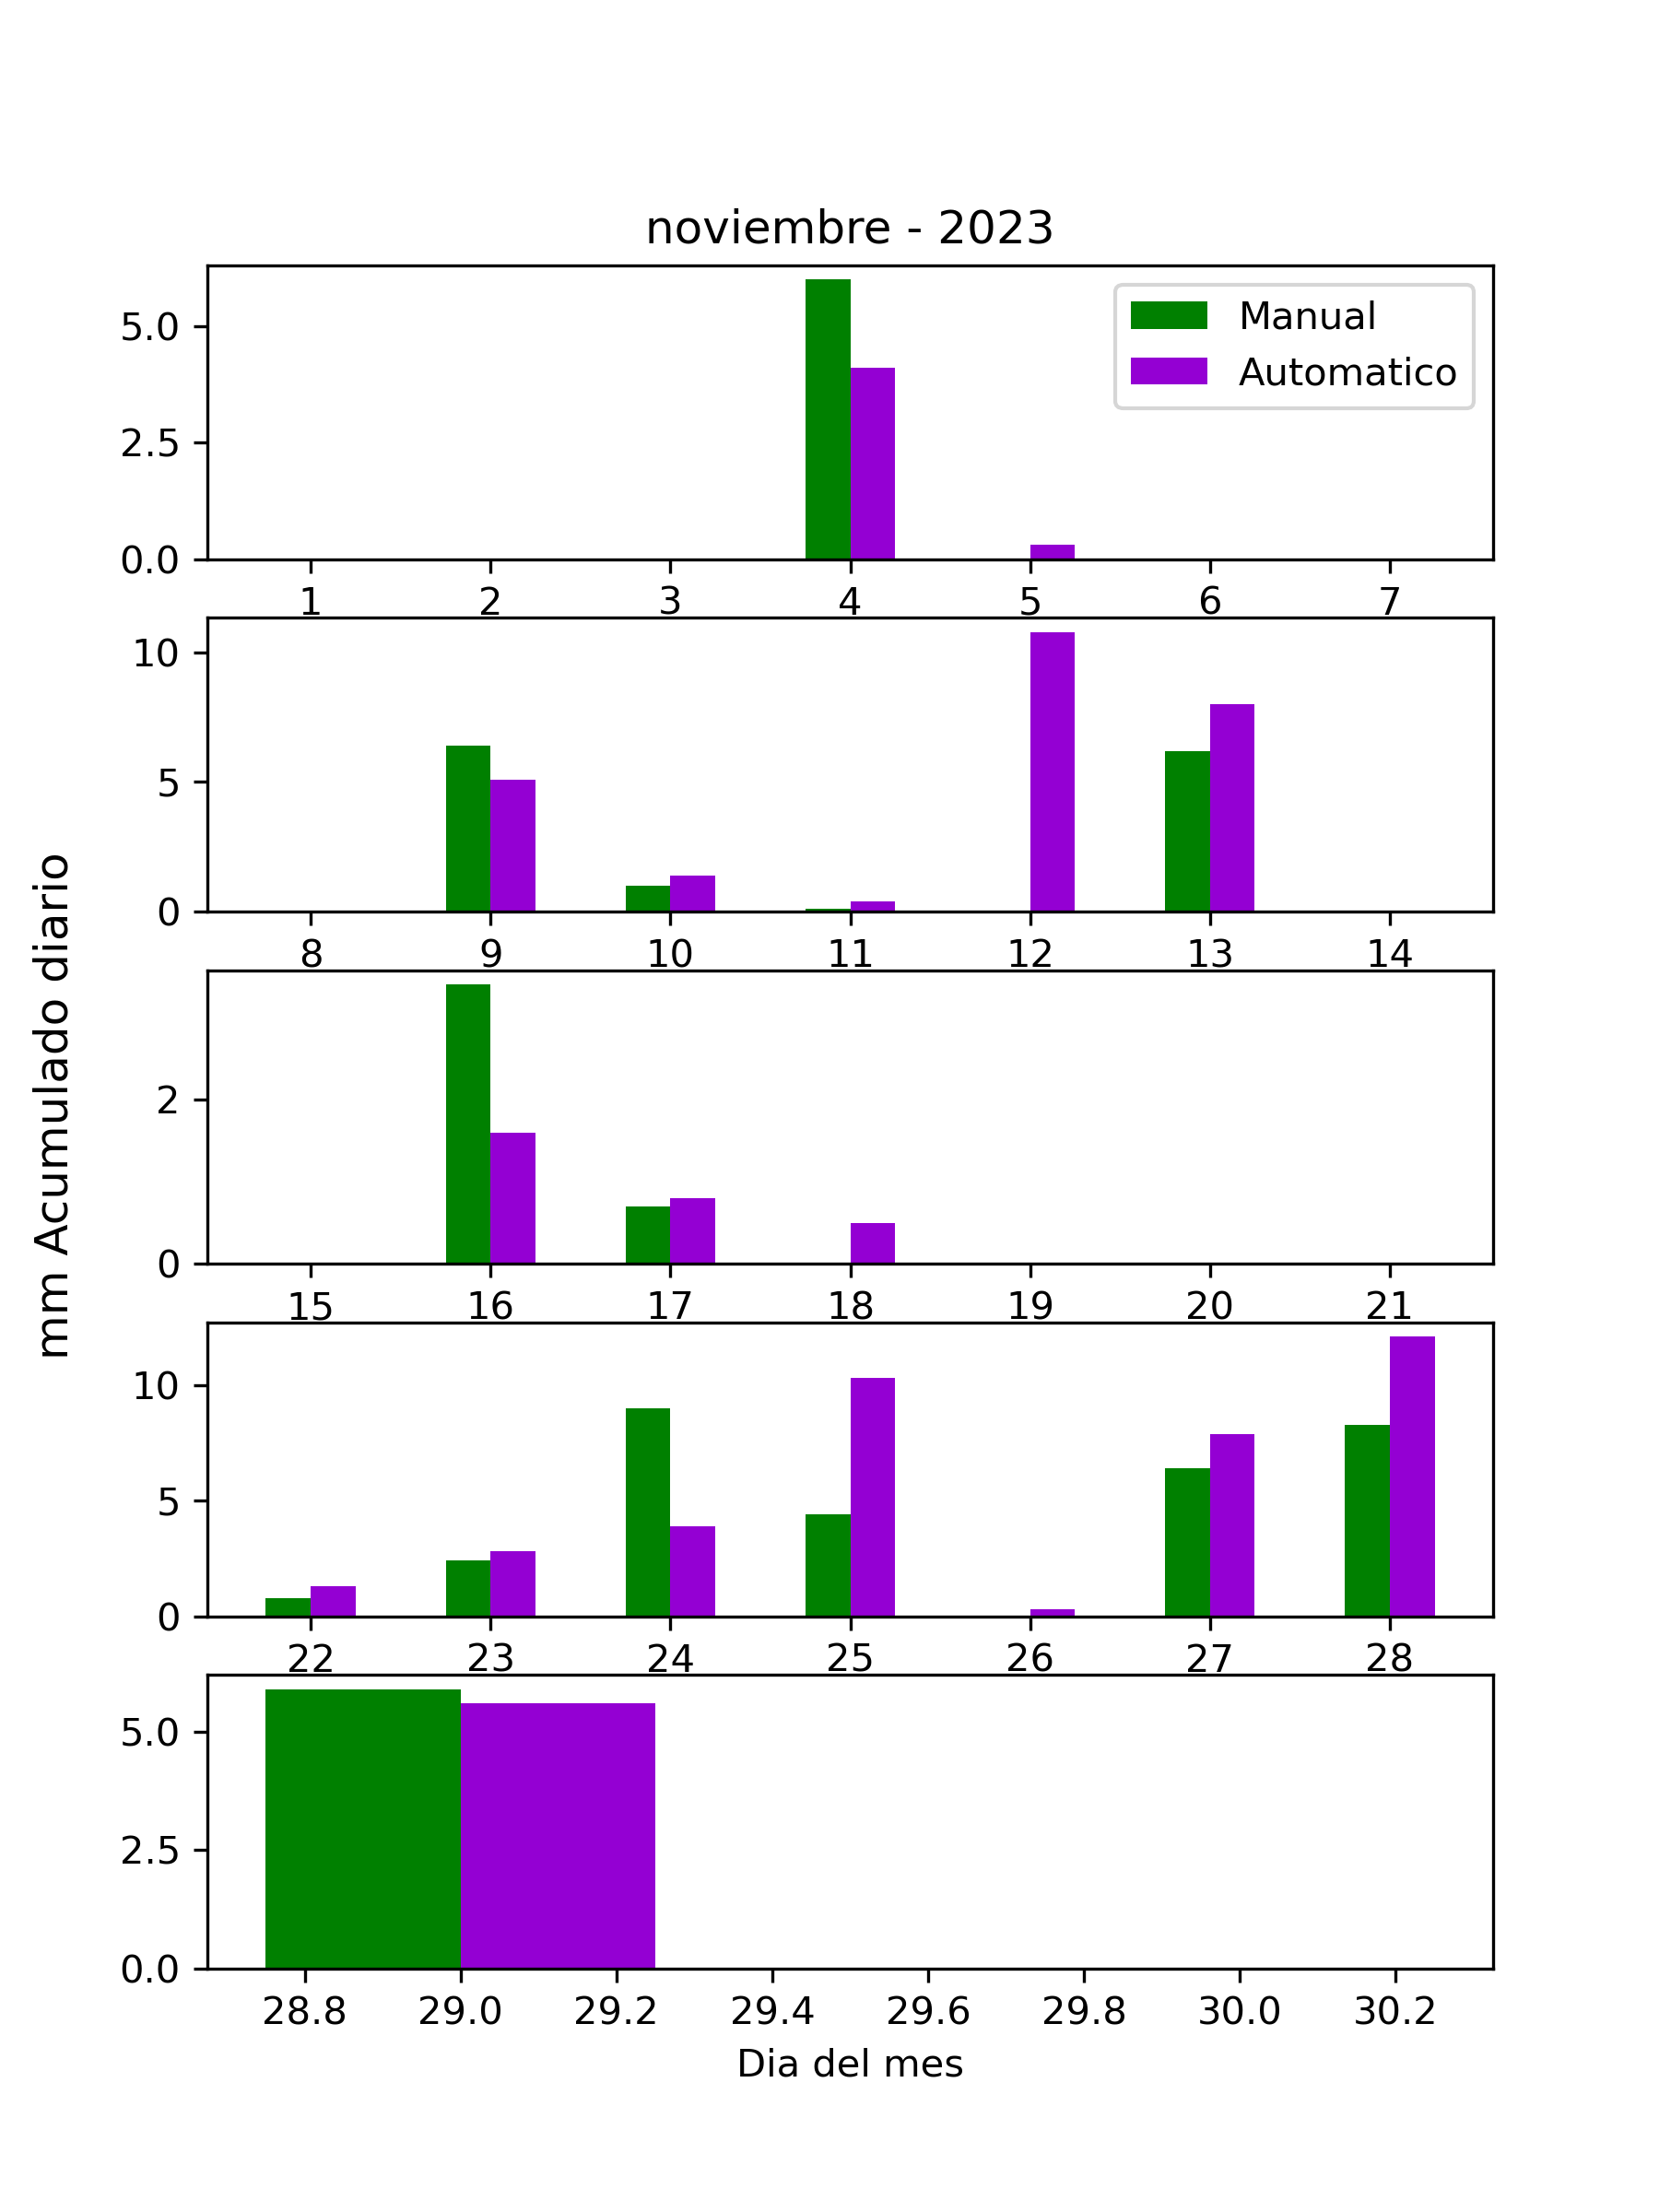 noviembre - 2023
Manual
Automatico
5.0
2.5
0.0
1 2 3 4 5 6 7
10
5
0
8 9 10 11 12 13 14
2
0
15 16 17 18 19 20 21
10
5
0
22 23 24 25 26 27 28
5.0
2.5
0.0
28.8 29.0 29.2 29.4 29.6 29.8 30.0 30.2
Dia del mes
mm Acumulado diario